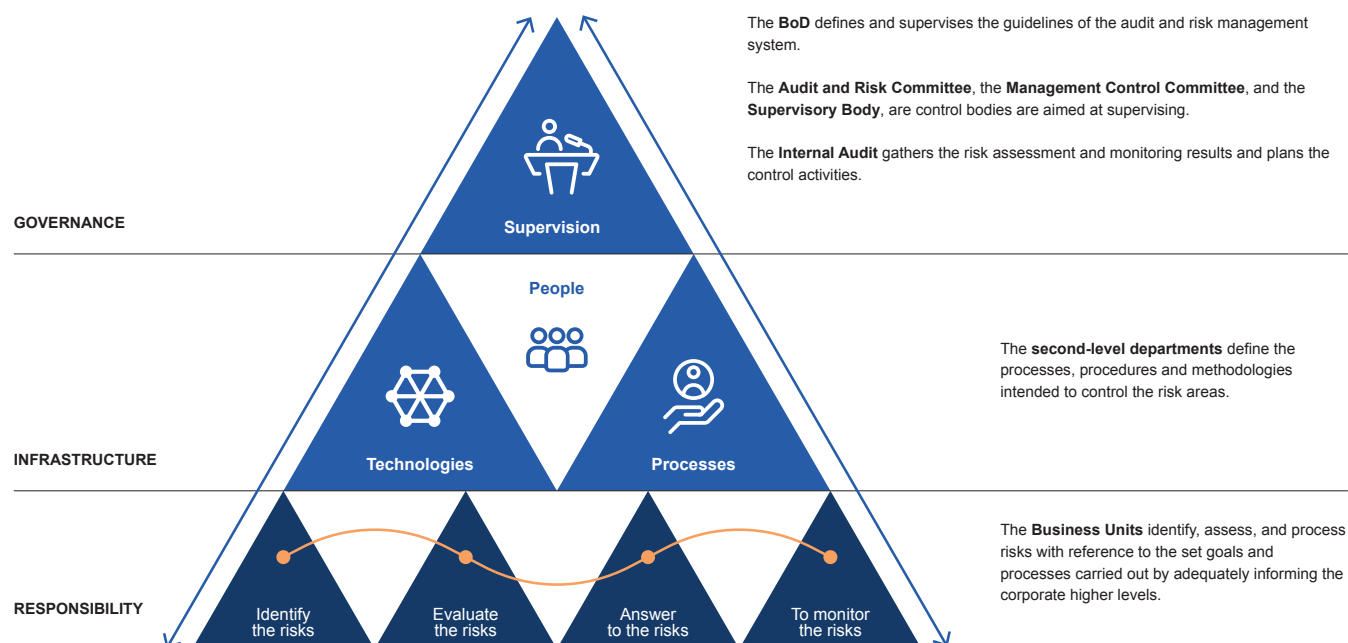 The BoD defines and supervises the guidelines of the audit and risk management
system.
The Audit and Risk Committee, the Management Control Committee, and the
Supervisory Body, are control bodies are aimed at supervising.
The Internal Audit gathers the risk assessment and monitoring results and plans the
control activities.
GOVERNANCE
Supervision
People
The second-level departments define the
processes, procedures and methodologies
intended to control the risk areas.
INFRASTRUCTURE
Technologies
Processes
The Business Units identify, assess, and process
risks with reference to the set goals and
processes carried out by adequately informing the
corporate higher levels.
RESPONSIBILITY
Identify
the risks
Evaluate
the risks
Answer
to the risks
To monitor
the risks